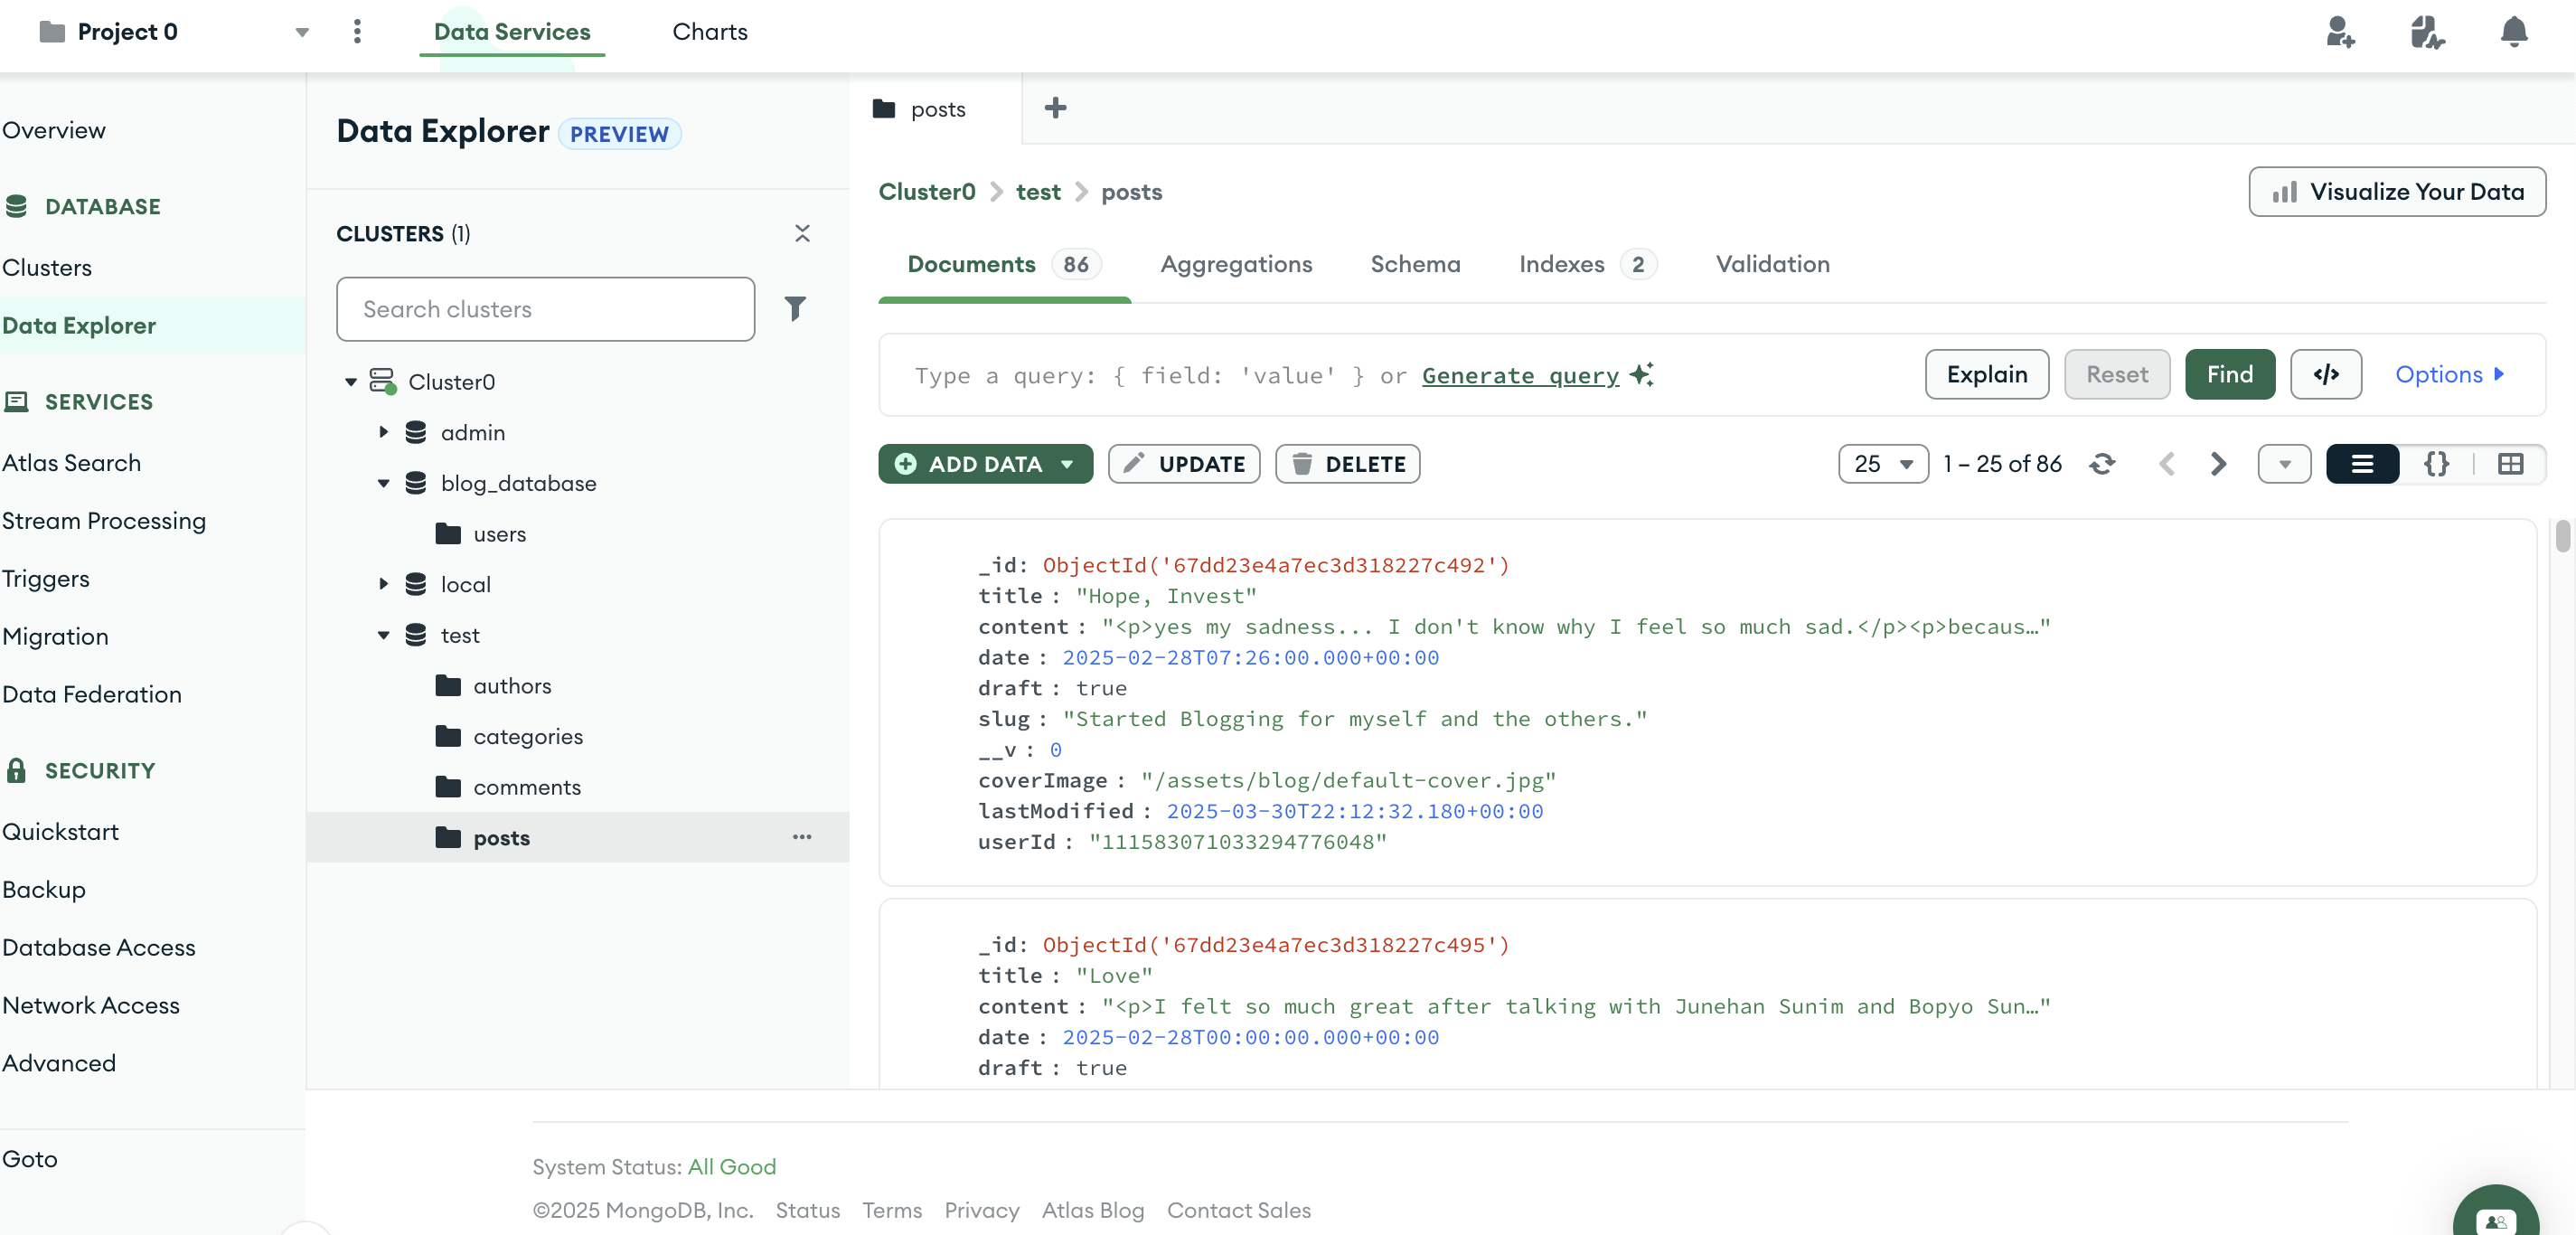 Project 0
Data Services
Charts
Overview
DATABASE
Clusters
Data Explorer
SERVICES
Atlas Search
Stream Processing
Triggers
Migration
Data Federation
SECURITY
Quickstart
Backup
Database Access
Network Access
Advanced
Goto
Data Explorer PREVIEW
CLUSTERS (1)
Search clusters
Cluster0
admin
blog_database
users
local
test
authors
categories
comments
posts
posts
Cluster0 > test > posts
Visualize Your Data
Documents 86 Aggregations Schema Indexes 2 Validation
Type a query: { field: 'value' } or Generate query
Explain Reset Find </> Options
ADD DATA UPDATE DELETE
25 1 – 25 of 86 {}
_id: ObjectId('67dd23e4a7ec3d318227c492')
title : "Hope, Invest"
content : "<p>yes my sadness... I don't know why I feel so much sad.</p><p>becaus…"
date : 2025-02-28T07:26:00.000+00:00
draft : true
slug : "Started Blogging for myself and the others."
__v : 0
coverImage : "/assets/blog/default-cover.jpg"
lastModified : 2025-03-30T22:12:32.180+00:00
userId : "111583071033294776048"
_id: ObjectId('67dd23e4a7ec3d318227c495')
title : "Love"
content : "<p>I felt so much great after talking with Junehan Sunim and Bopyo Sun…"
date : 2025-02-28T00:00:00.000+00:00
draft : true
System Status: All Good
©2025 MongoDB, Inc. Status Terms Privacy Atlas Blog Contact Sales